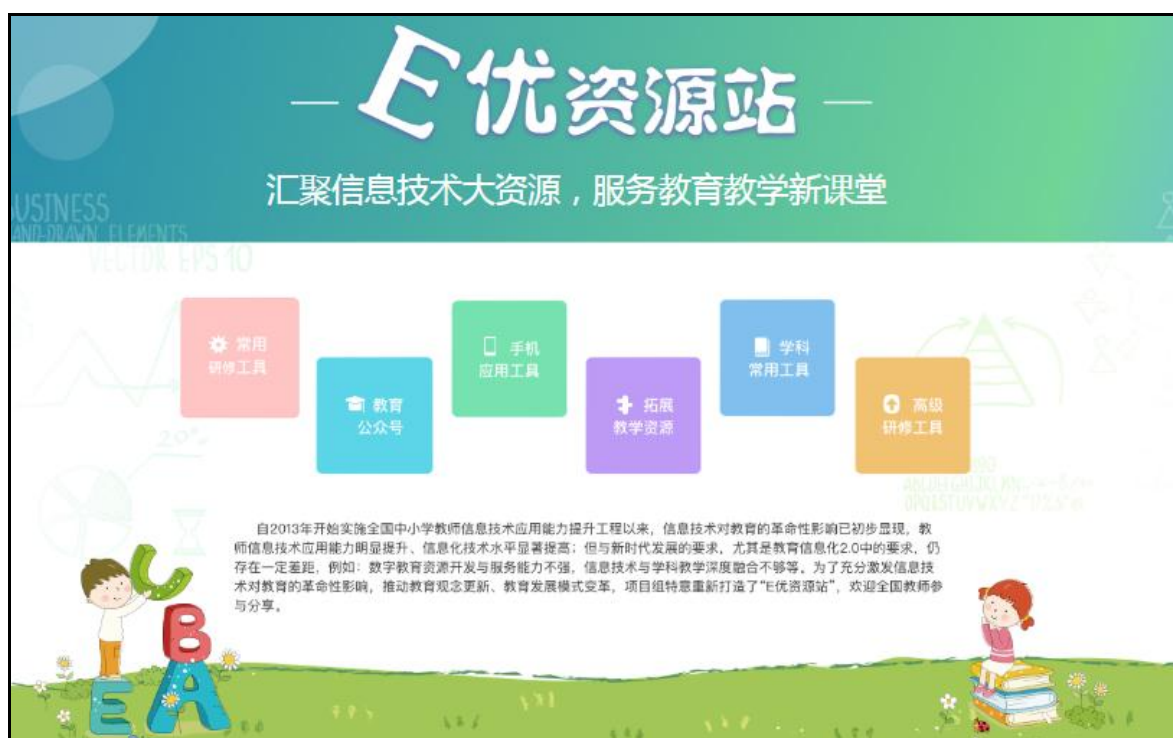 E优资源站
汇聚信息技术大资源，服务教育教学新课堂
BUSINESS
HAND-DRAWN ELEMENTS
VECTOR EPS 10
常用
研修工具
教育
公众号
手机
应用工具
拓展
教学资源
学科
常用工具
高级
研修工具
20%
自2013年开始实施全国中小学教师信息技术应用能力提升工程以来，信息技术对教育的革命性影响已初步显现，教
师信息技术应用能力明显提升、信息化技术水平显著提高；但与新时代发展的要求，尤其是教育信息化2.0中的要求，仍
存在一定差距，例如：数字教育资源开发与服务能力不强，信息技术与学科教学深度融合不够等。为了充分激发信息技
术对教育的革命性影响，推动教育观念更新、教育发展模式变革，项目组特意重新打造了“E优资源站”，欢迎全国教师参
与分享。
C
B
E
A